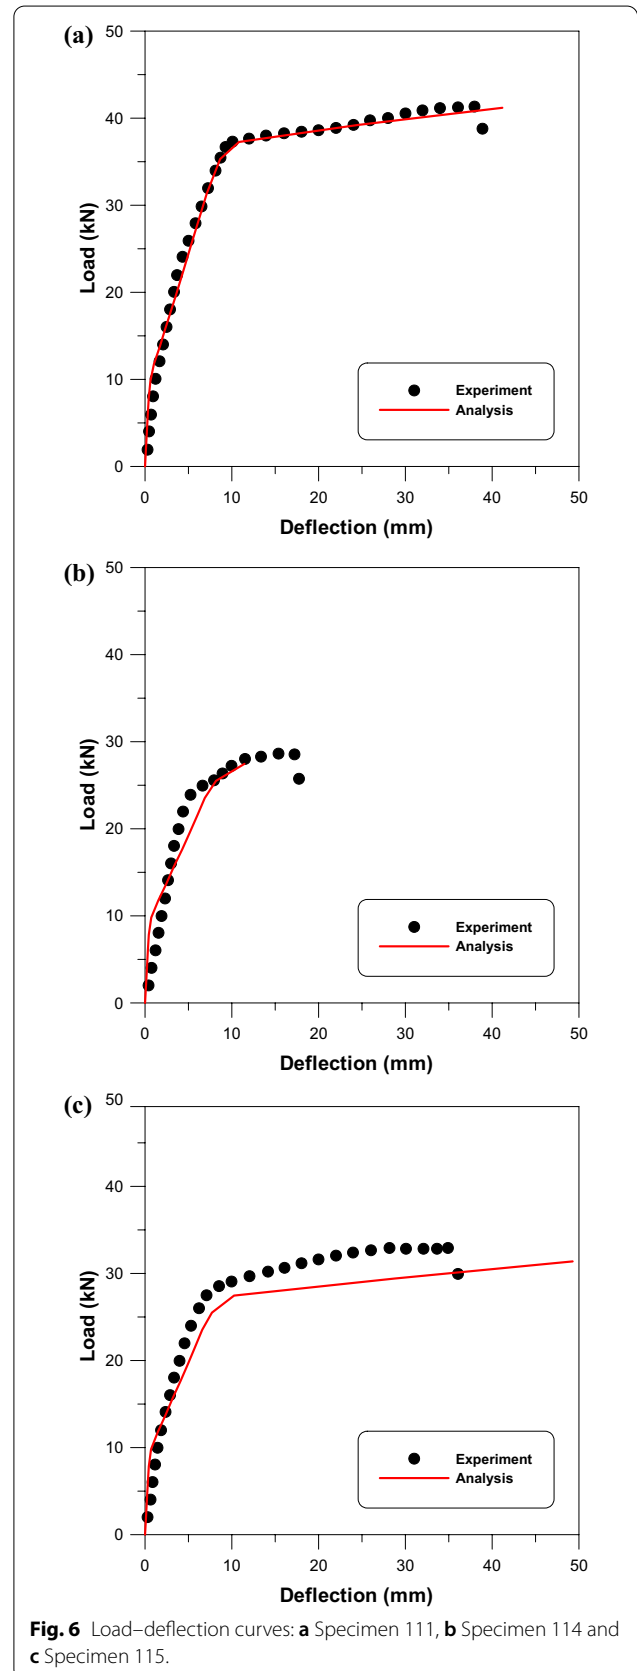 (a)
50
40
30
20
10
0
Load (kN)
Experiment
Analysis
0 10 20 30 40 50
Deflection (mm)
(b)
50
40
30
20
10
0
Load (kN)
Experiment
Analysis
0 10 20 30 40 50
Deflection (mm)
(c)
50
40
30
20
10
0
Load (kN)
Experiment
Analysis
0 10 20 30 40 50
Deflection (mm)
Fig. 6 Load–deflection curves: a Specimen 111, b Specimen 114 and
c Specimen 115.